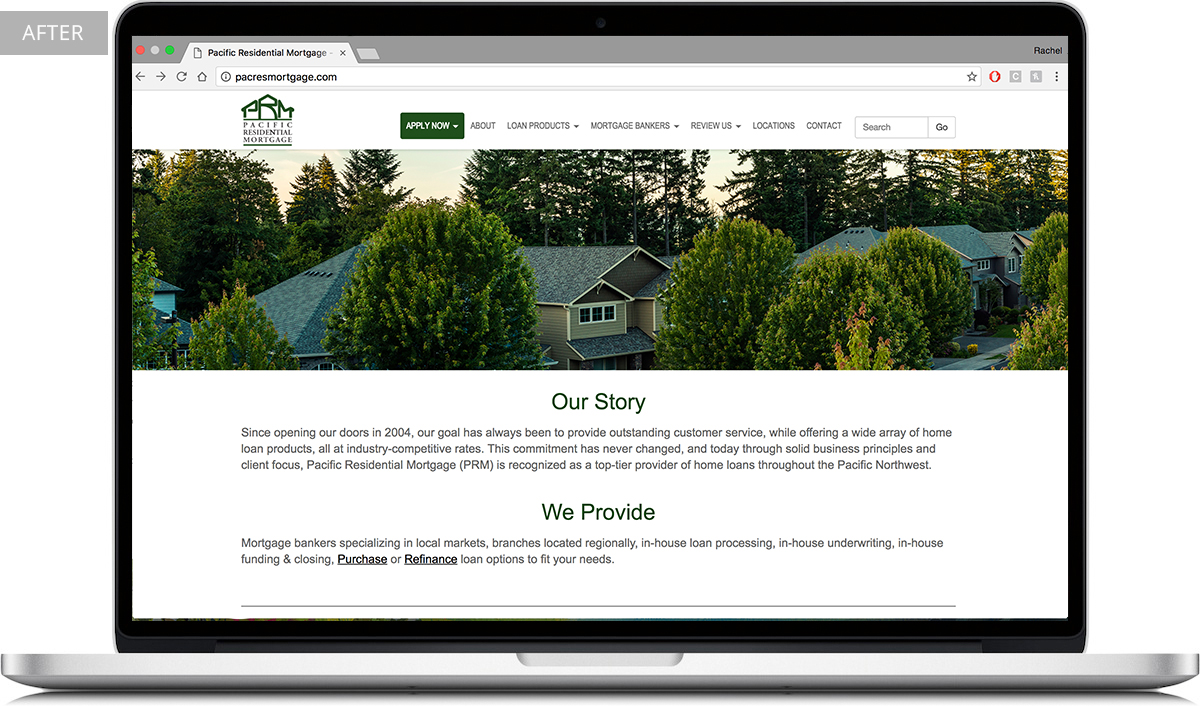 AFTER
Pacific Residential Mortgage -
Rachel
pacresmortgage.com
PRM
PACIFIC
RESIDENTIAL
MORTGAGE
APPLY NOW
ABOUT
LOAN PRODUCTS
MORTGAGE BANKERS
REVIEW US
LOCATIONS
CONTACT
Search
Go
Our Story
Since opening our doors in 2004, our goal has always been to provide outstanding customer service, while offering a wide array of home
loan products, all at industry-competitive rates. This commitment has never changed, and today through solid business principles and
client focus, Pacific Residential Mortgage (PRM) is recognized as a top-tier provider of home loans throughout the Pacific Northwest.
We Provide
Mortgage bankers specializing in local markets, branches located regionally, in-house loan processing, in-house underwriting, in-house
funding & closing, Purchase or Refinance loan options to fit your needs.